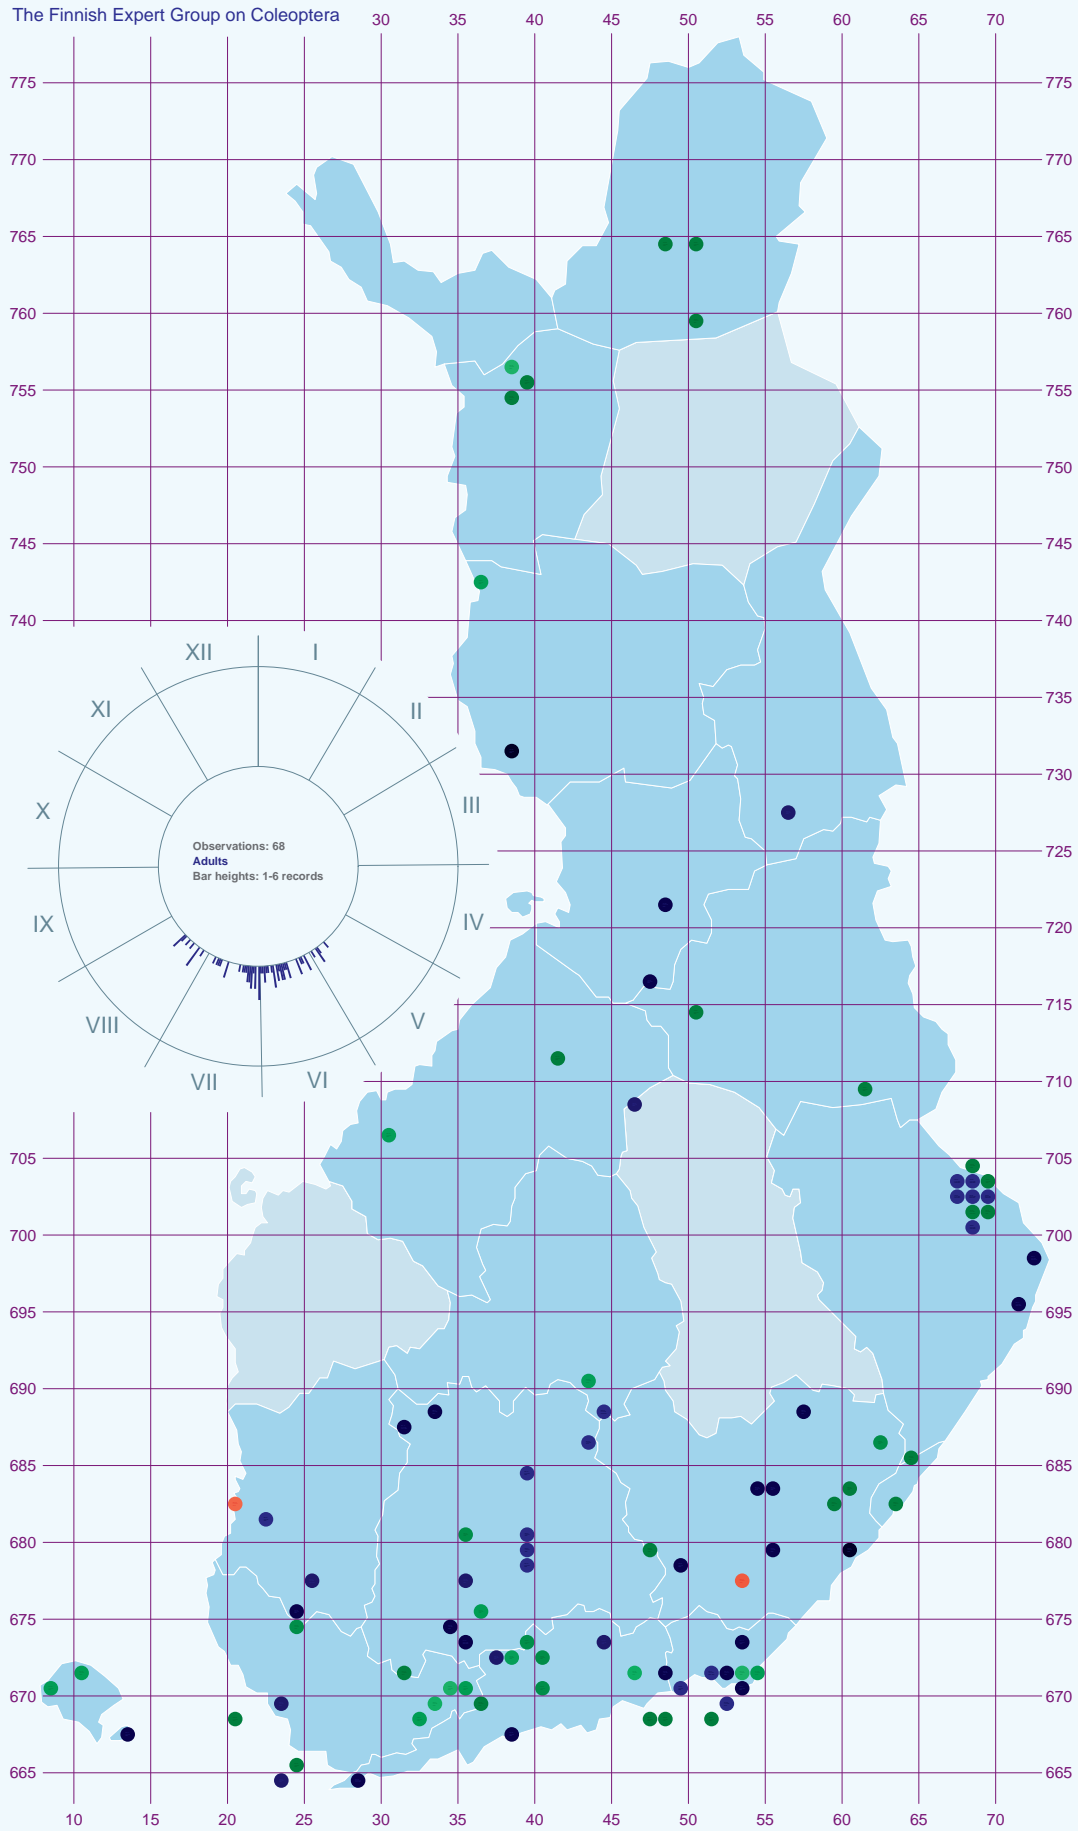 The Finnish Expert Group on Coleoptera
30 35 40 45 50 55 60 65 70
775 775
770 770
765 765
760 760
755 755
750 750
745 745
740 740
XII I
XI II
735
730
X III
Observations: 68
Adults
Bar heights: 1-6 records
725
IX IV
720
VIII V
715
VII VI
710
705 705
700 700
695 695
690 690
685 685
680 680
675 675
670 670
665 665
10 15 20 25 30 35 40 45 50 55 60 65 70